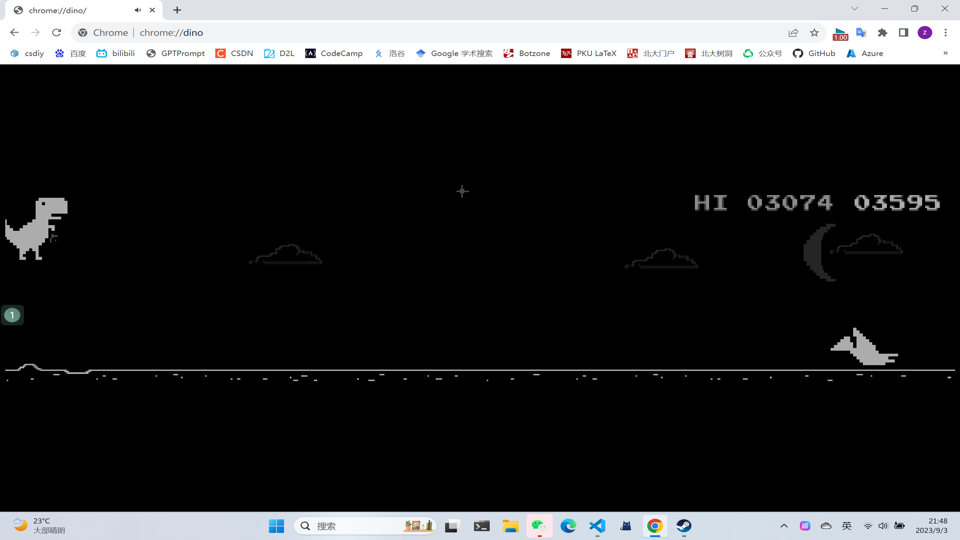 chrome://dino/
Chrome | chrome://dino
1.00
z
csdiy
百度
bilibili
GPTPrompt
CSDN
D2L
CodeCamp
洛谷
Google 学术搜索
Botzone
PKU LaTeX
北大门户
北大树洞
公众号
GitHub
Azure
»
HI 03074 03595
1
23°C
大部晴朗
搜索
英
21:48
2023/9/3